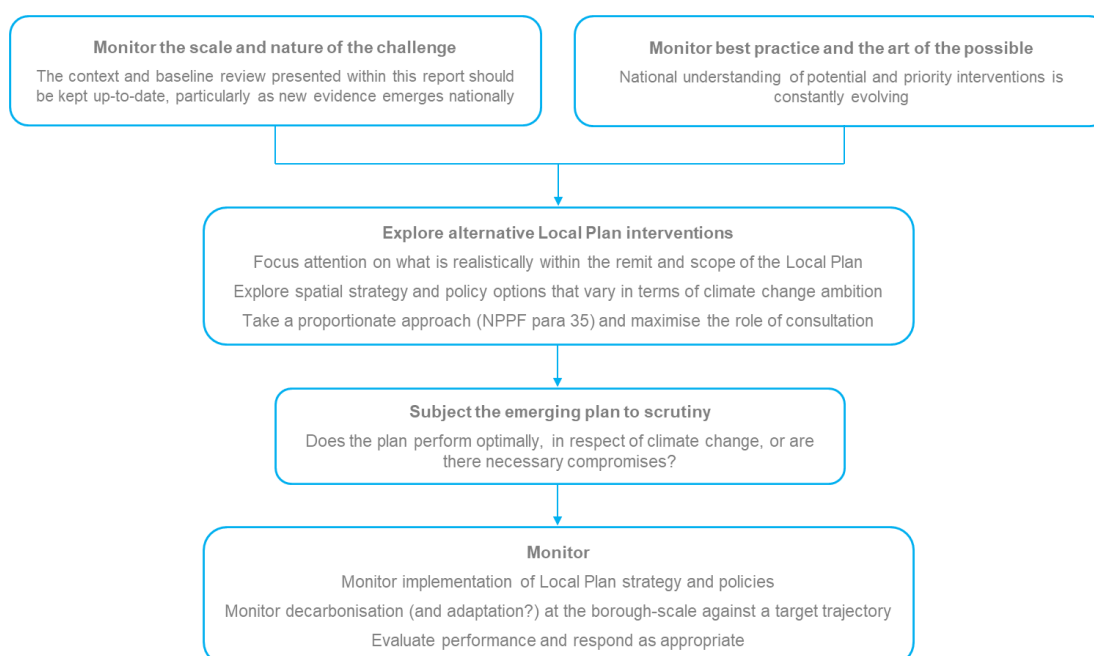 Monitor the scale and nature of the challenge
The context and baseline review presented within this report should
be kept up-to-date, particularly as new evidence emerges nationally
Monitor best practice and the art of the possible
National understanding of potential and priority interventions is
constantly evolving
Explore alternative Local Plan interventions
Focus attention on what is realistically within the remit and scope of the Local Plan
Explore spatial strategy and policy options that vary in terms of climate change ambition
Take a proportionate approach (NPPF para 35) and maximise the role of consultation
Subject the emerging plan to scrutiny
Does the plan perform optimally, in respect of climate change, or are
there necessary compromises?
Monitor
Monitor implementation of Local Plan strategy and policies
Monitor decarbonisation (and adaptation?) at the borough-scale against a target trajectory
Evaluate performance and respond as appropriate